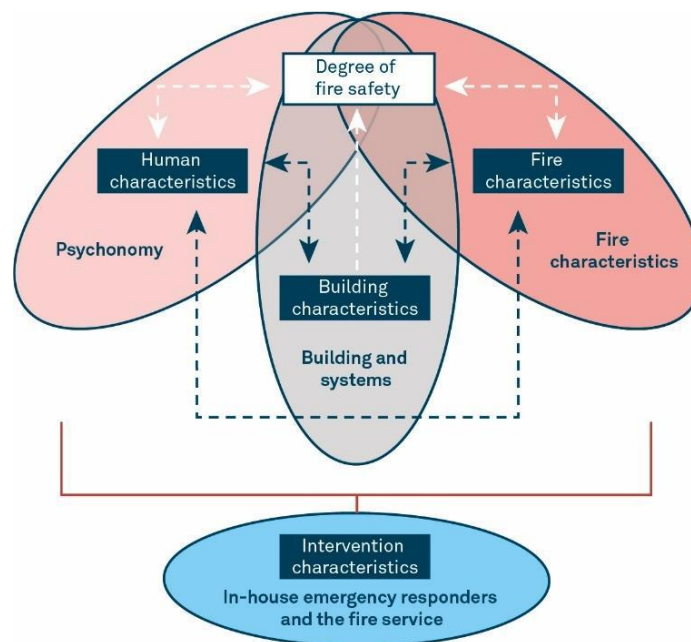 Degree of
fire safety
Human
characteristics
Fire
characteristics
Psychonomy
Fire
characteristics
Building
characteristics
Building and
systems
Intervention
characteristics
In-house emergency responders
and the fire service